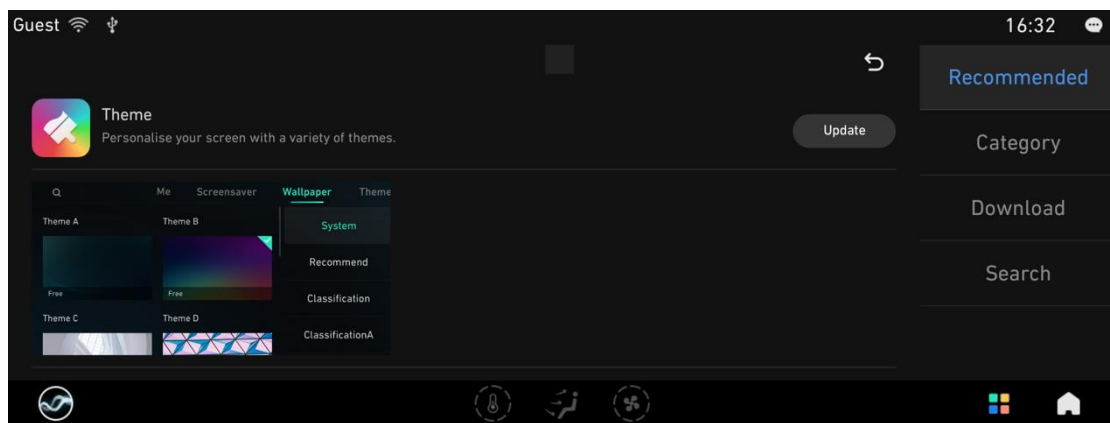 Guest
16:32
Recommended
Theme
Personalise your screen with a variety of themes.
Update
Category
Me Screensaver Wallpaper Theme
Theme A Theme B
System
Recommend
Free Free
Classification
Theme C Theme D
ClassificationA
Download
Search